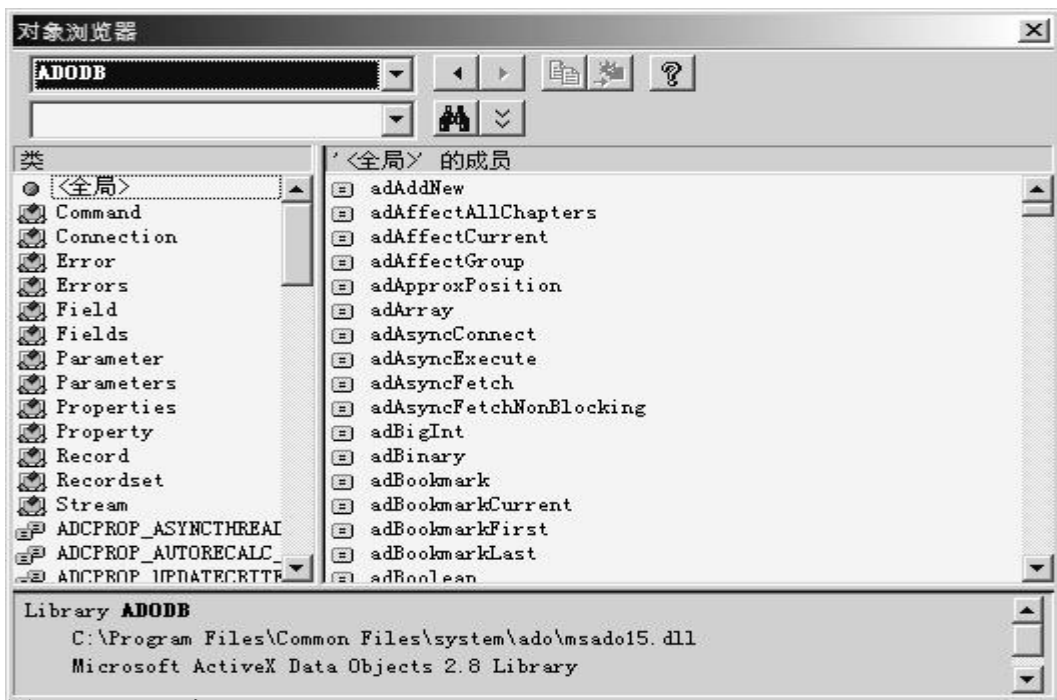 对象浏览器
ADODB
类
<全局>
Command
Connection
Error
Errors
Field
Fields
Parameter
Parameters
Properties
Property
Record
Recordset
Stream
ADCPROP_ASYNCTHREAD
ADCPROP_AUTORECALC_
ADCPROP_UPDATECRITE
'<全局>' 的成员
adAddNew
adAffectAllChapters
adAffectCurrent
adAffectGroup
adApproxPosition
adArray
adAsyncConnect
adAsyncExecute
adAsyncFetch
adAsyncFetchNonBlocking
adBigInt
adBinary
adBookmark
adBookmarkCurrent
adBookmarkFirst
adBookmarkLast
adBoolean
Library ADODB
C:\Program Files\Common Files\system\ado\msado15.dll
Microsoft ActiveX Data Objects 2.8 Library